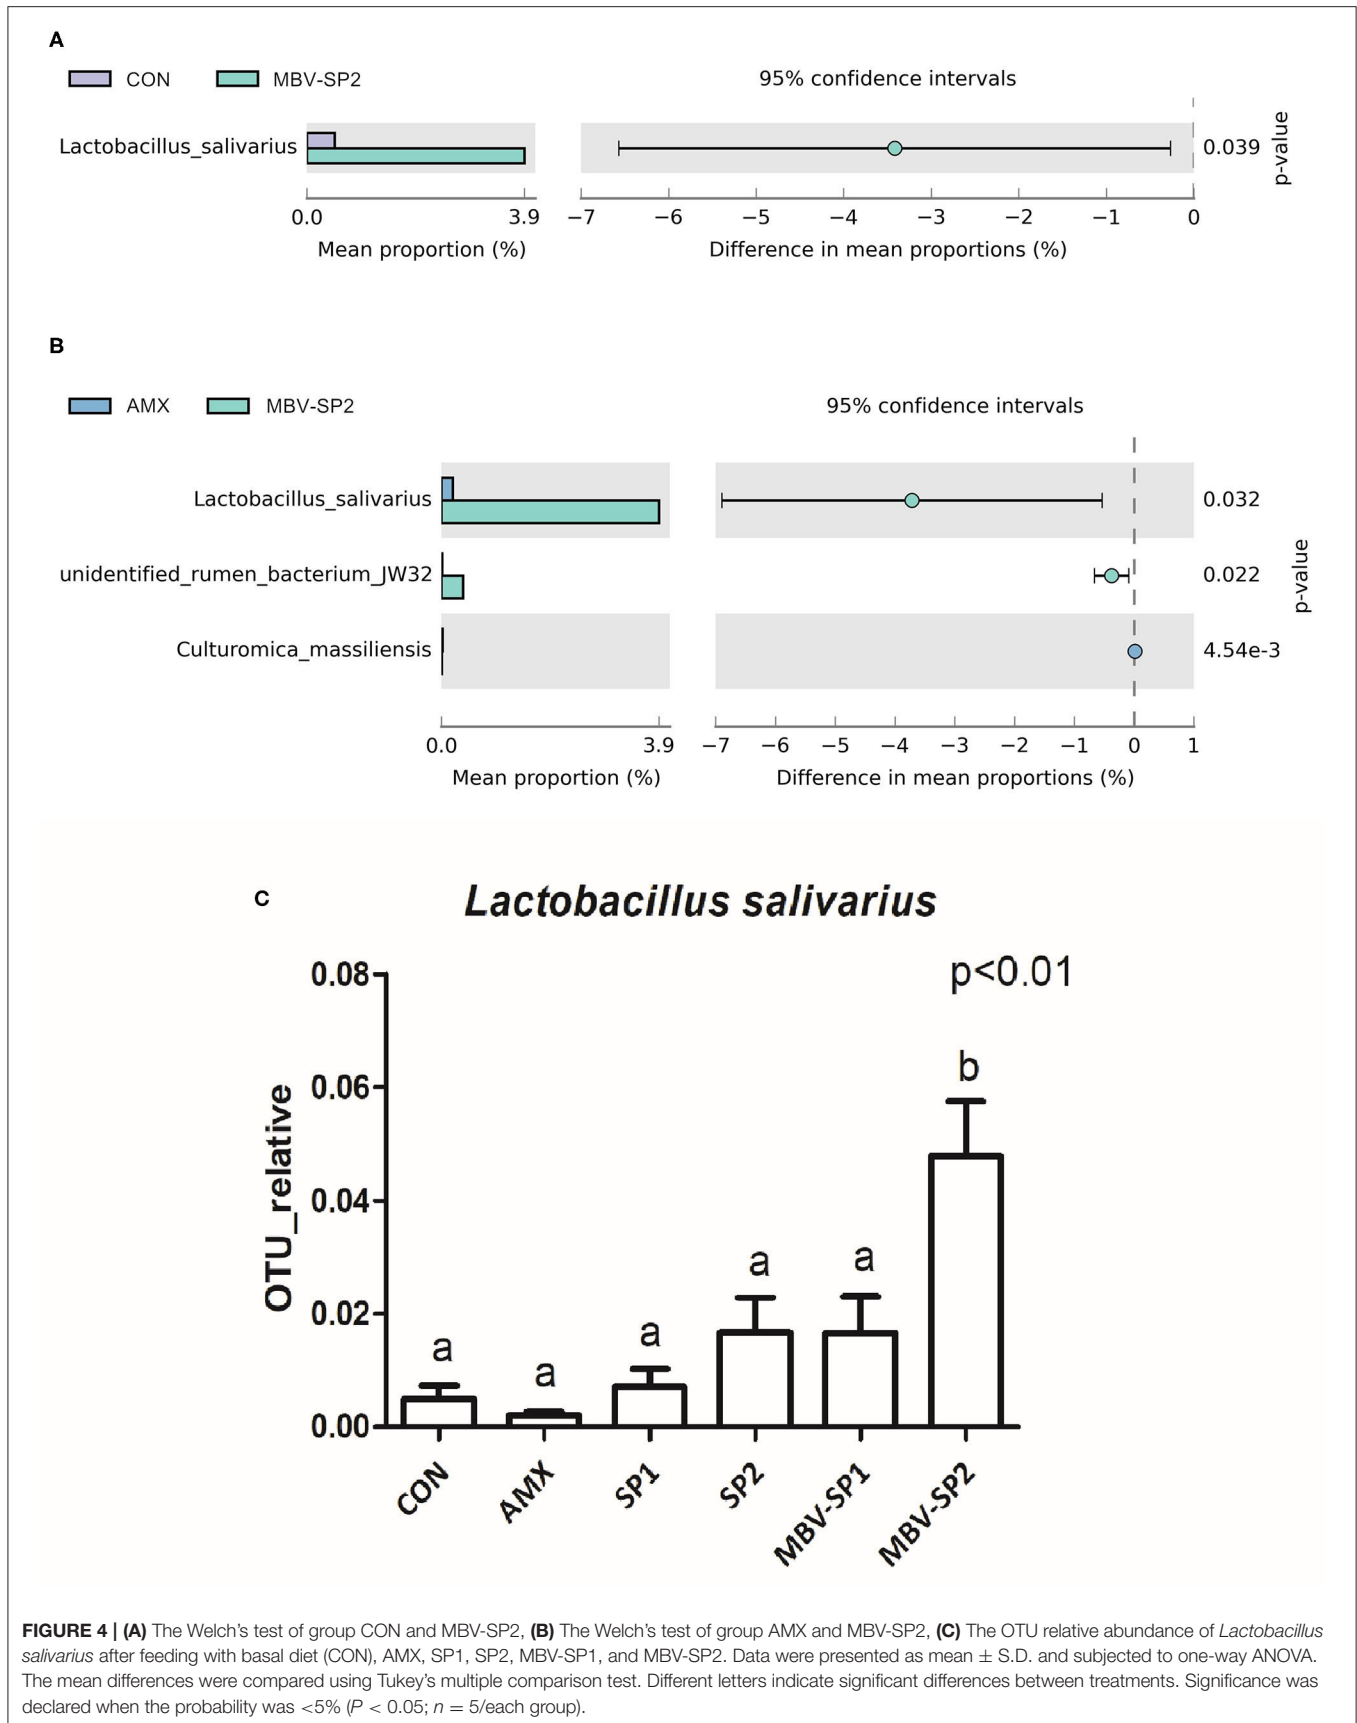 A
CON MBV-SP2 95% confidence intervals
Lactobacillus_salivarius 0.039 p-value
0.0 3.9 −7 −6 −5 −4 −3 −2 −1 0
Mean proportion (%) Difference in mean proportions (%)
B
AMX MBV-SP2 95% confidence intervals
Lactobacillus_salivarius 0.032
unidentified_rumen_bacterium_JW32 0.022 p-value
Culturomica_massiliensis 4.54e-3
0.0 3.9 −7 −6 −5 −4 −3 −2 −1 0 1
Mean proportion (%) Difference in mean proportions (%)
C Lactobacillus salivarius
p<0.01
OTU_relative
0.08
0.06
0.04
0.02
0.00
a a a a a b
CON AMX SP1 SP2 MBV-SP1 MBV-SP2
FIGURE 4 | (A) The Welch's test of group CON and MBV-SP2, (B) The Welch's test of group AMX and MBV-SP2, (C) The OTU relative abundance of Lactobacillus
salivarius after feeding with basal diet (CON), AMX, SP1, SP2, MBV-SP1, and MBV-SP2. Data were presented as mean ± S.D. and subjected to one-way ANOVA.
The mean differences were compared using Tukey's multiple comparison test. Different letters indicate significant differences between treatments. Significance was
declared when the probability was <5% (P < 0.05; n = 5/each group).